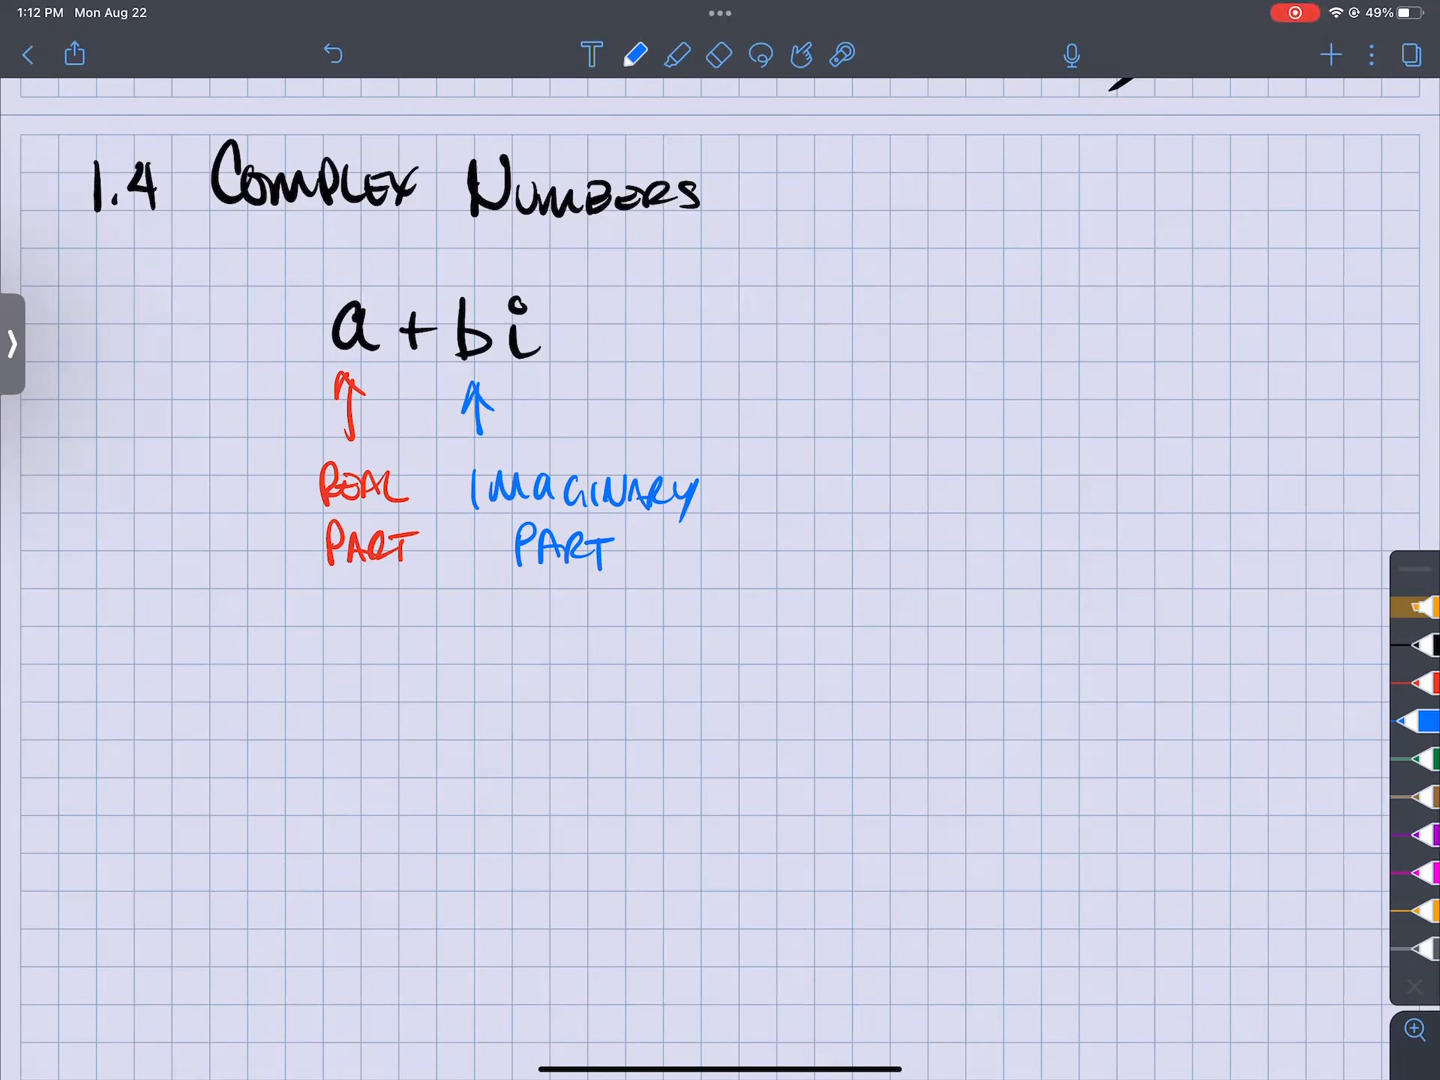 1:12 PM Mon Aug 22
49%
1.4 COMPLEX NUMBERS
a + bi
REAL IMAGINARY
PART PART